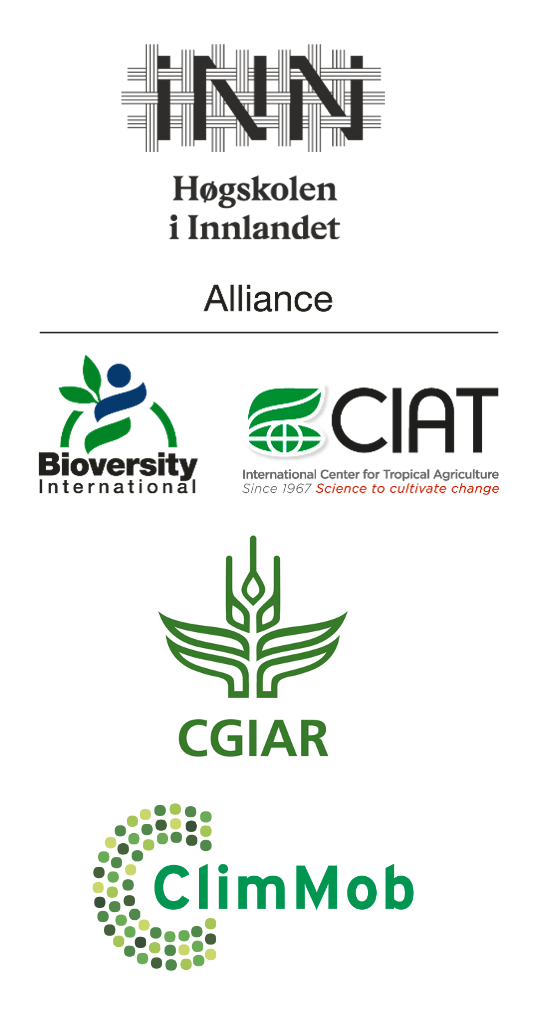 INN
Høgskolen
i Innlandet
Alliance
Bioversity
International
CIAT
International Center for Tropical Agriculture
Since 1967 Science to cultivate change
CGIAR
ClimMob